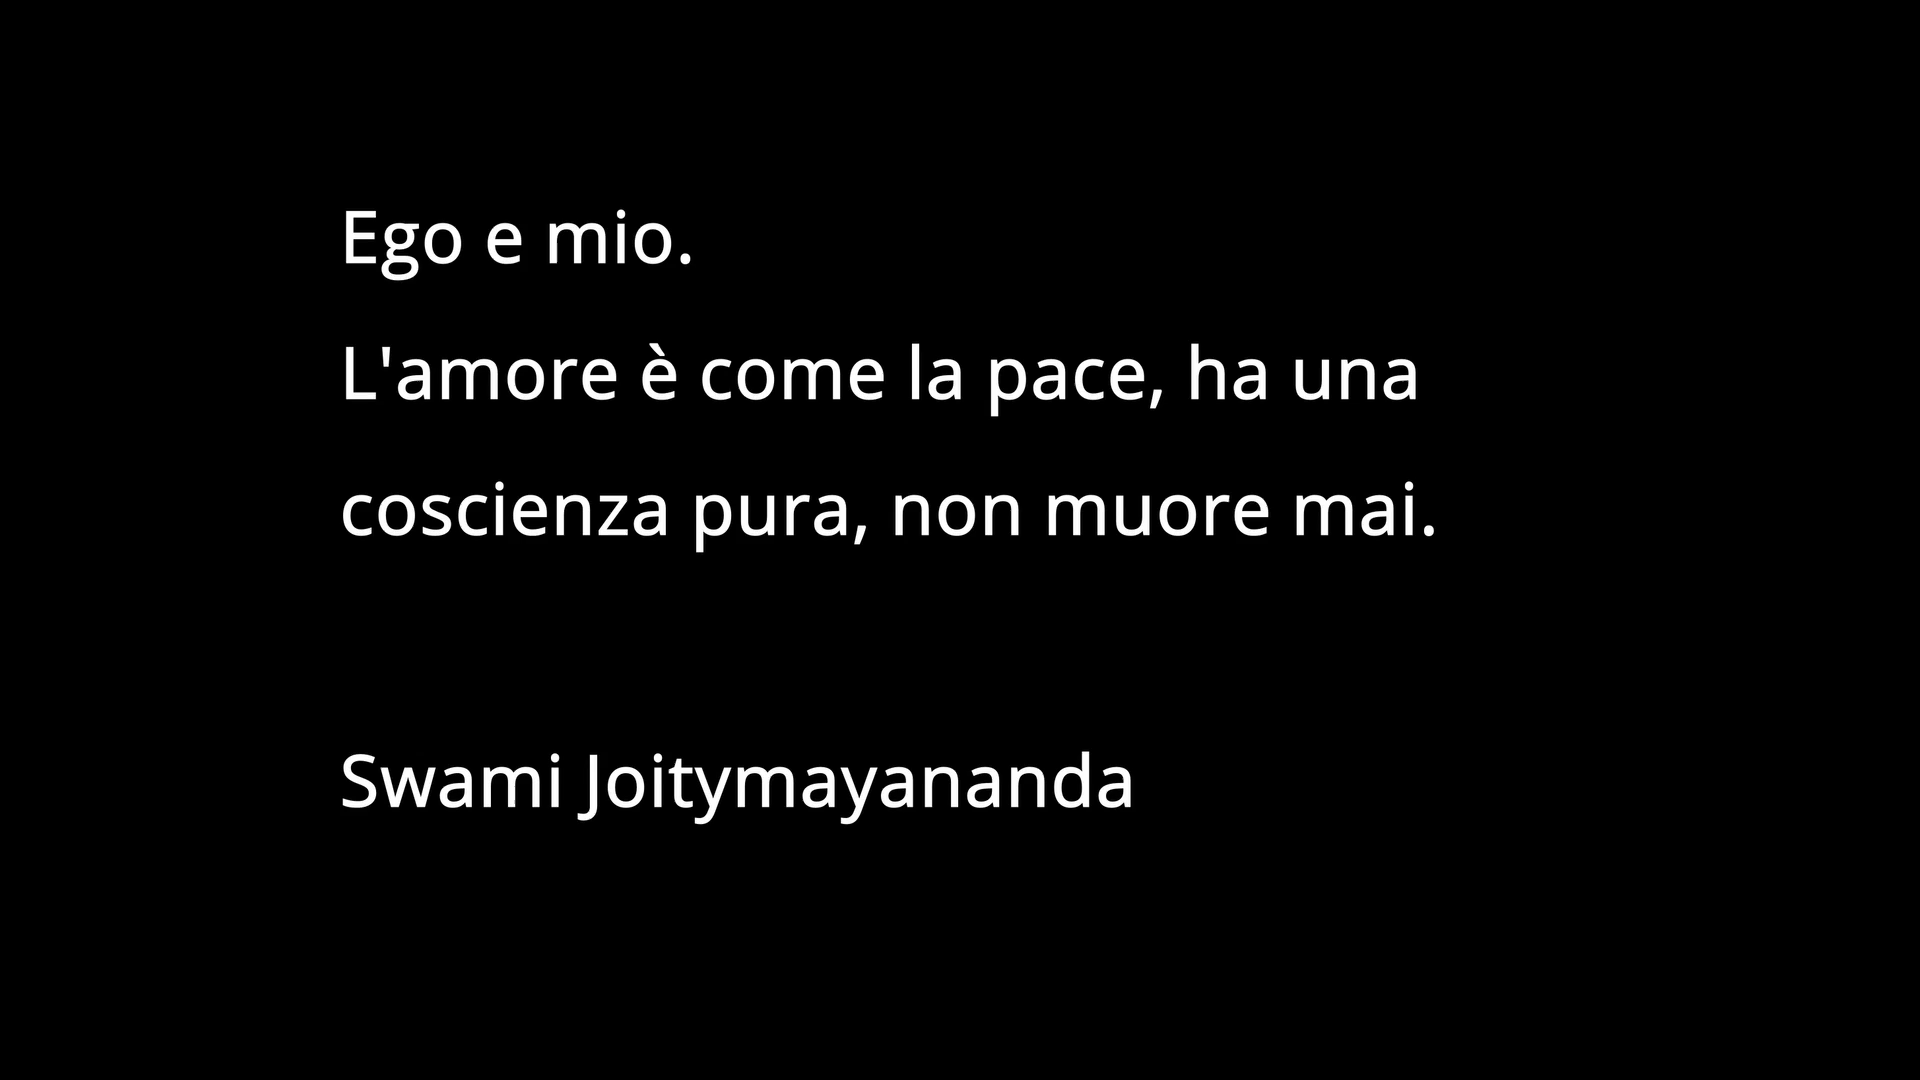 Ego e mio.
L'amore è come la pace, ha una
coscienza pura, non muore mai.
Swami Joitymayananda